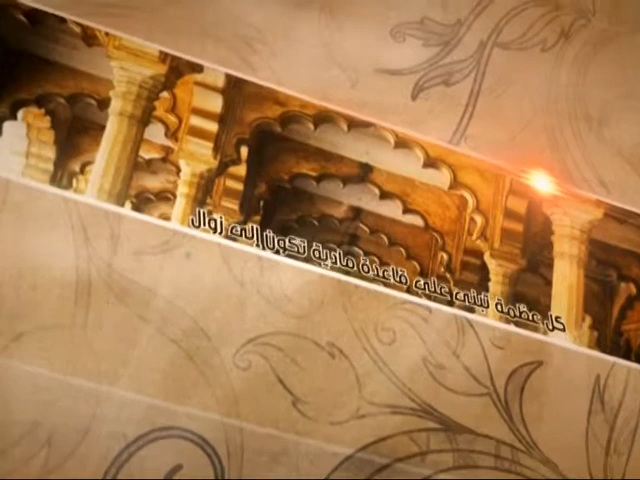 كل عظمة تبنى على قاعدة مادية تكون إلى زوال